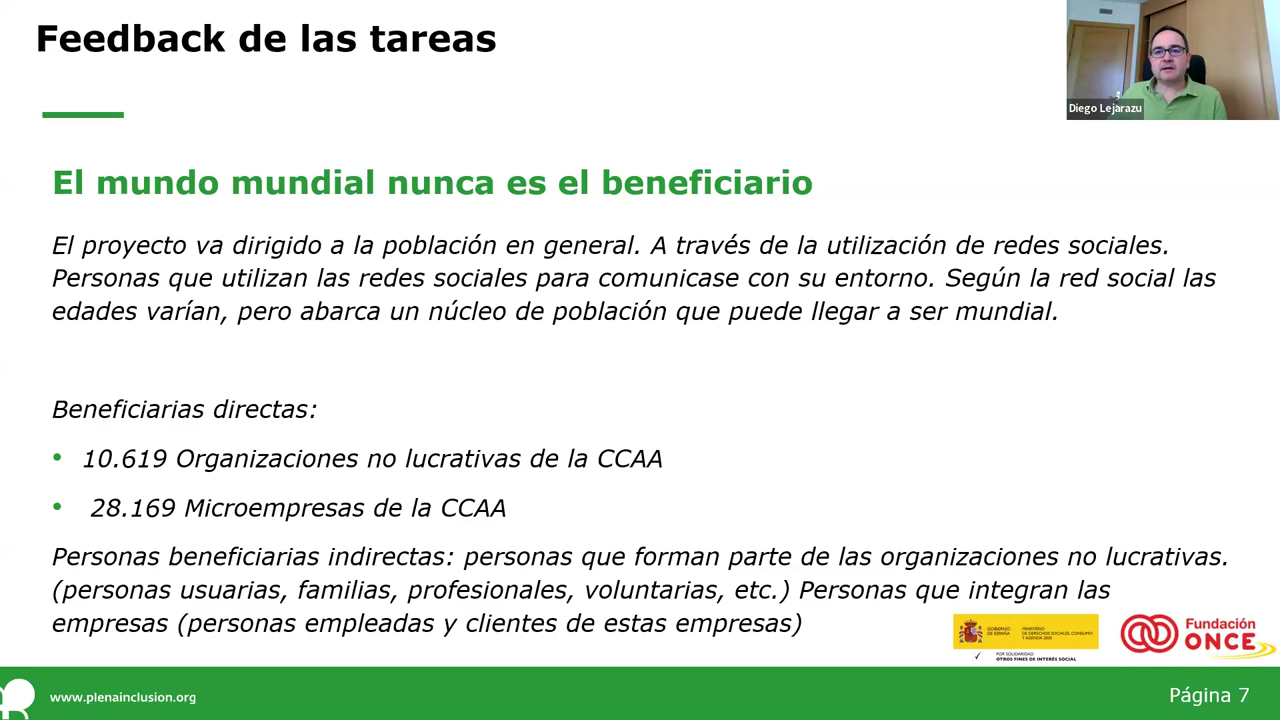 Feedback de las tareas
Diego Lejarazu
El mundo mundial nunca es el beneficiario
El proyecto va dirigido a la población en general. A través de la utilización de redes sociales.
Personas que utilizan las redes sociales para comunicase con su entorno. Según la red social las
edades varían, pero abarca un núcleo de población que puede llegar a ser mundial.
Beneficiarias directas:
• 10.619 Organizaciones no lucrativas de la CCAA
• 28.169 Microempresas de la CCAA
Personas beneficiarias indirectas: personas que forman parte de las organizaciones no lucrativas.
(personas usuarias, familias, profesionales, voluntarias, etc.) Personas que integran las
empresas (personas empleadas y clientes de estas empresas)
GOBIERNO
DE ESPAÑA
MINISTERIO
DE DERECHOS SOCIALES, CONSUMO
Y AGENDA 2030
POR SOLIDARIDAD
OTROS FINES DE INTERÉS SOCIAL
Fundación
ONCE
www.plenainclusion.org
Página 7